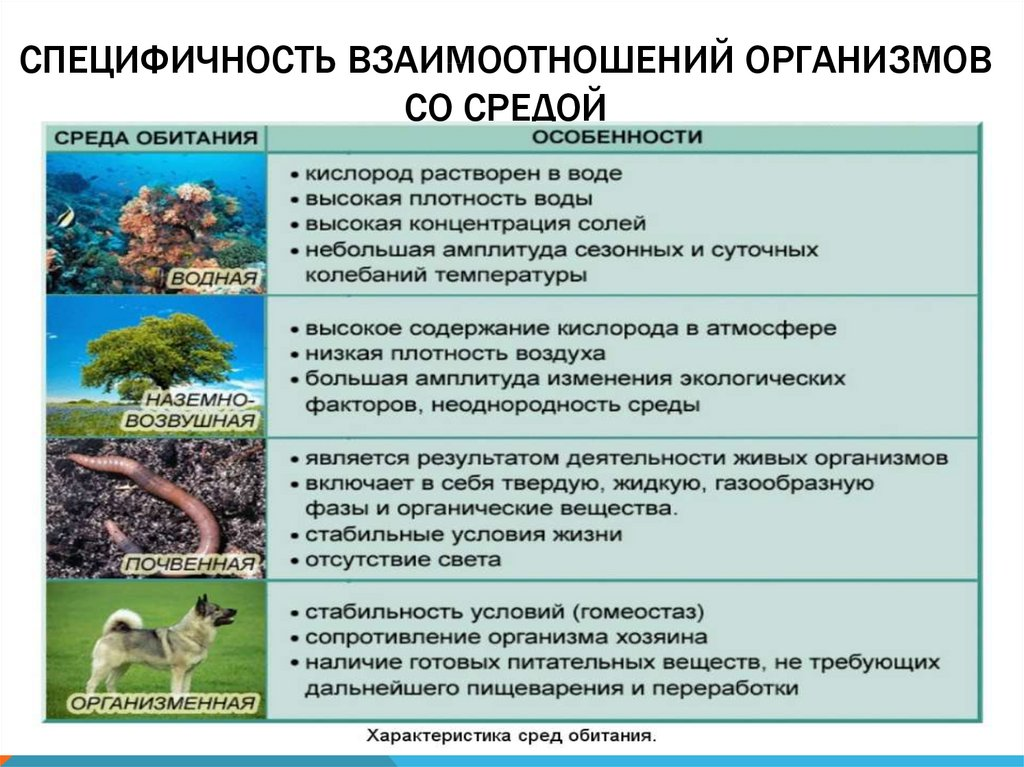 СПЕЦИФИЧНОСТЬ ВЗАИМООТНОШЕНИЙ ОРГАНИЗМОВ
СО СРЕДОЙ
СРЕДА ОБИТАНИЯ
ОСОБЕННОСТИ
ВОДНАЯ
• кислород растворен в воде
• высокая плотность воды
• высокая концентрация солей
• небольшая амплитуда сезонных и суточных
колебаний температуры
НАЗЕМНО-
ВОЗВУШНАЯ
• высокое содержание кислорода в атмосфере
• низкая плотность воздуха
• большая амплитуда изменения экологических
факторов, неоднородность среды
ПОЧВЕННАЯ
• является результатом деятельности живых организмов
• включает в себя твердую, жидкую, газообразную
фазы и органические вещества.
• стабильные условия жизни
• отсутствие света
ОРГАНИЗМЕННАЯ
• стабильность условий (гомеостаз)
• сопротивление организма хозяина
• наличие готовых питательных веществ, не требующих
дальнейшего пищеварения и переработки
Характеристика сред обитания.